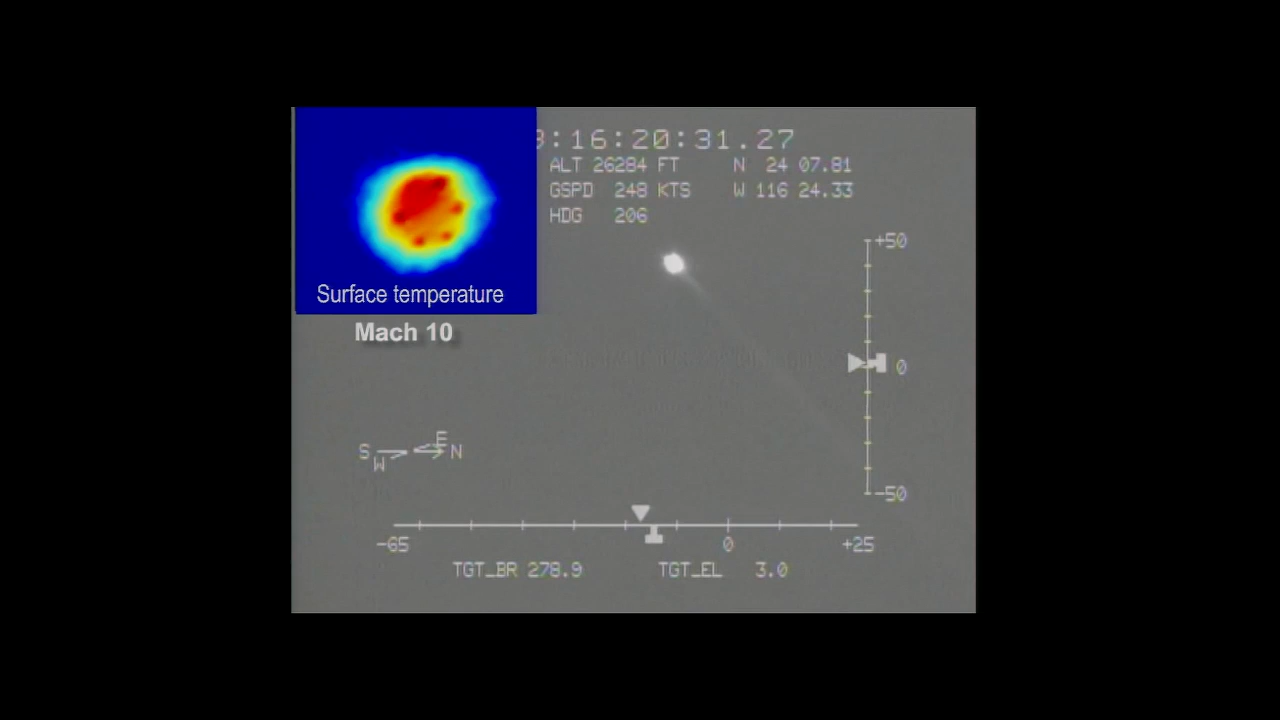 3:16:20:31.27
ALT 26284 FT N 24 07.81
GSPD 248 KTS W 116 24.33
HDG 206
Surface temperature
Mach 10
+50
0
-50
E
S N
W
-65 0 +25
TGT_BR 278.9 TGT_EL 3.0